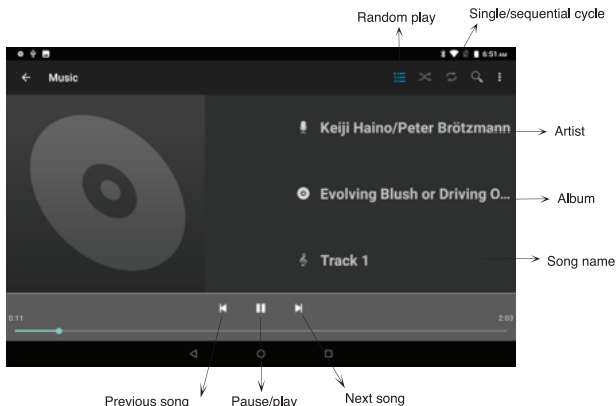 Random play
Single/sequential cycle
6:51 AM
Music
Keiji Haino/Peter Brötzmann
Artist
Evolving Blush or Driving O...
Album
Track 1
Song name
0:11
2:03
Previous song
Pause/play
Next song